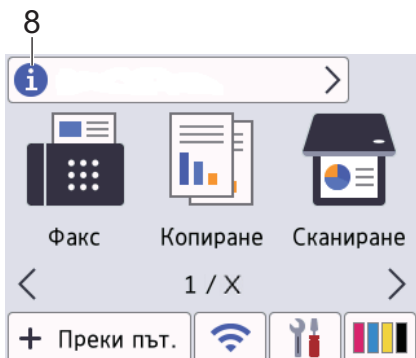 8
i
Факс Копиране Сканиране
< 1 / X >
+ Преки път.